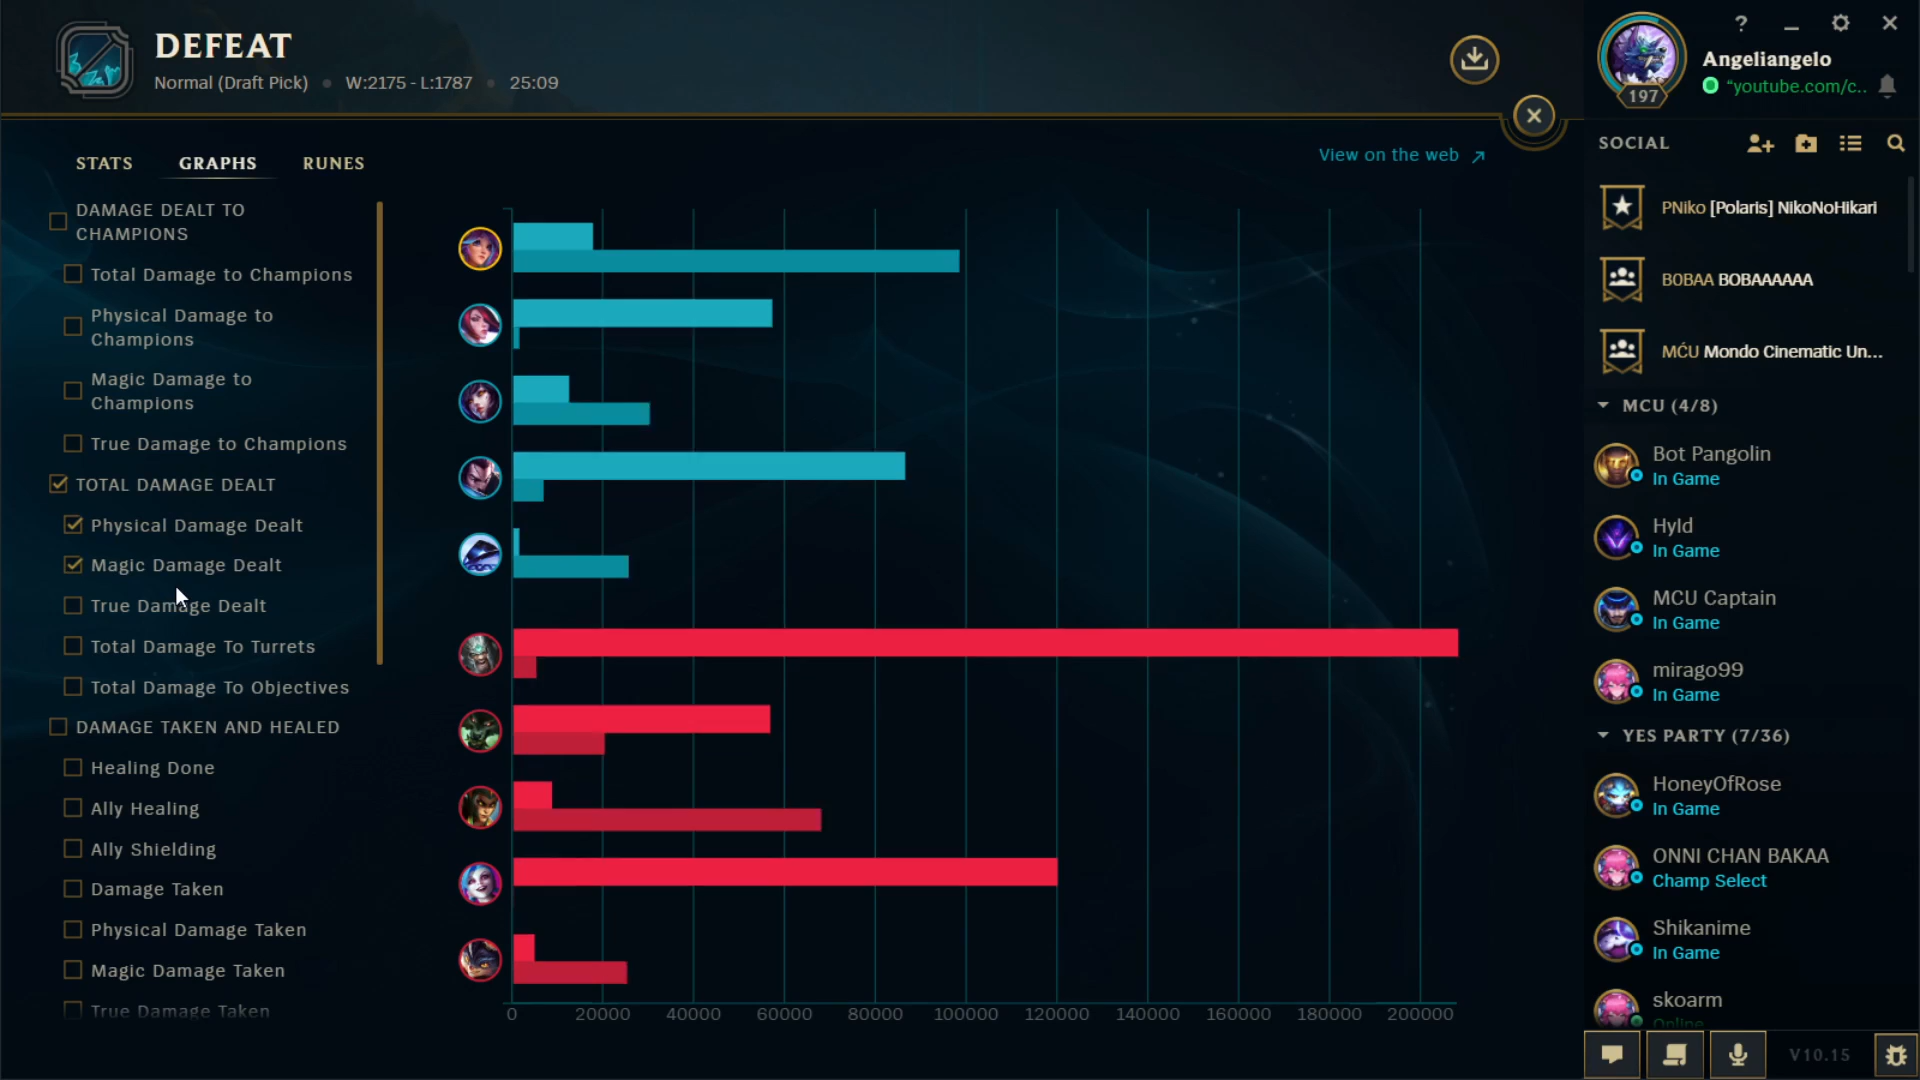 DEFEAT
Normal (Draft Pick) • W:2175 - L:1787 • 25:09
?
Angeliangelo
197
“youtube.com/c..
STATS
GRAPHS
RUNES
View on the web
DAMAGE DEALT TO
CHAMPIONS
Total Damage to Champions
Physical Damage to
Champions
Magic Damage to
Champions
True Damage to Champions
TOTAL DAMAGE DEALT
Physical Damage Dealt
Magic Damage Dealt
True Damage Dealt
Total Damage To Turrets
Total Damage To Objectives
DAMAGE TAKEN AND HEALED
Healing Done
Ally Healing
Ally Shielding
Damage Taken
Physical Damage Taken
Magic Damage Taken
True Damage Taken
0 20000 40000 60000 80000 100000 120000 140000 160000 180000 200000
SOCIAL
PNiko [Polaris] NikoNoHikari
BOBAA BOBAAAAAA
MĆU Mondo Cinematic Un...
MCU (4/8)
Bot Pangolin
In Game
Hyld
In Game
MCU Captain
In Game
mirago99
In Game
YES PARTY (7/36)
HoneyOfRose
In Game
ONNI CHAN BAKAA
Champ Select
Shikanime
In Game
skoarm
Online
V10.15